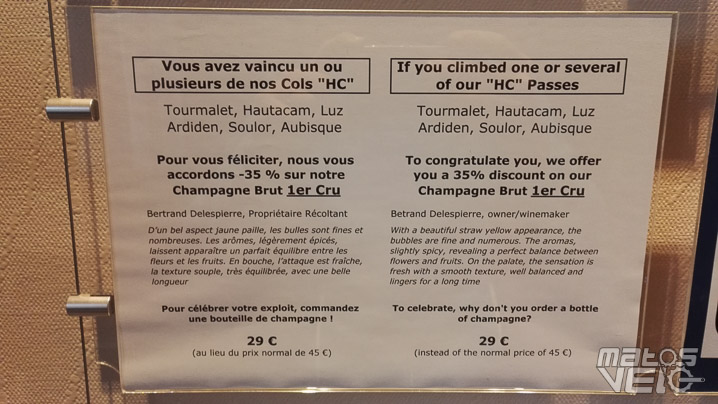 Vous avez vaincu un ou
plusieurs de nos Cols "HC"
Tourmalet, Hautacam, Luz
Ardiden, Soulor, Aubisque
Pour vous féliciter, nous vous
accordons -35 % sur notre
Champagne Brut 1er Cru
Bertrand Delespierre, Propriétaire Récoltant
D'un bel aspect jaune paille, les bulles sont fines et
nombreuses. Les arômes, légèrement épicés,
laissent apparaître un parfait équilibre entre les
fleurs et les fruits. En bouche, l'attaque est fraîche,
la texture souple, très équilibrée, avec une belle
longueur
Pour célébrer votre exploit, commandez
une bouteille de champagne !
29 €
(au lieu du prix normal de 45 €)
If you climbed one or several
of our "HC" Passes
Tourmalet, Hautacam, Luz
Ardiden, Soulor, Aubisque
To congratulate you, we offer
you a 35% discount on our
Champagne Brut 1er Cru
Betrand Delespierre, owner/winemaker
With a beautiful straw yellow appearance, the
bubbles are fine and numerous. The aromas,
slightly spicy, revealing a perfect balance between
flowers and fruits. On the palate, the sensation is
fresh with a smooth texture, well balanced and
lingers for a long time
To celebrate, why don't you order a bottle
of champagne?
29 €
(instead of the normal price of 45 €)
MATOS
VELO